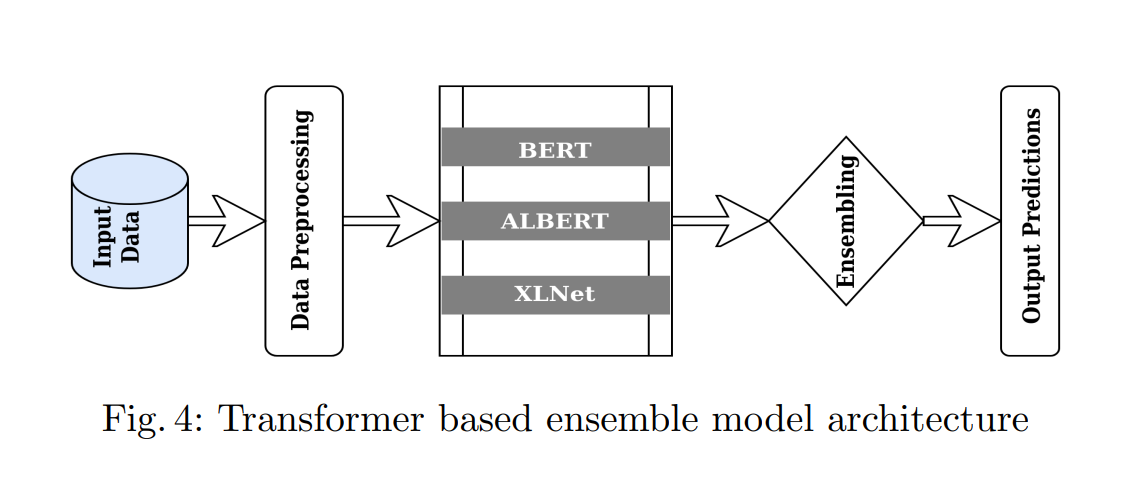 Input
Data
Data Preprocessing
BERT
ALBERT
XLNet
Ensembling
Output Predictions
Fig. 4: Transformer based ensemble model architecture